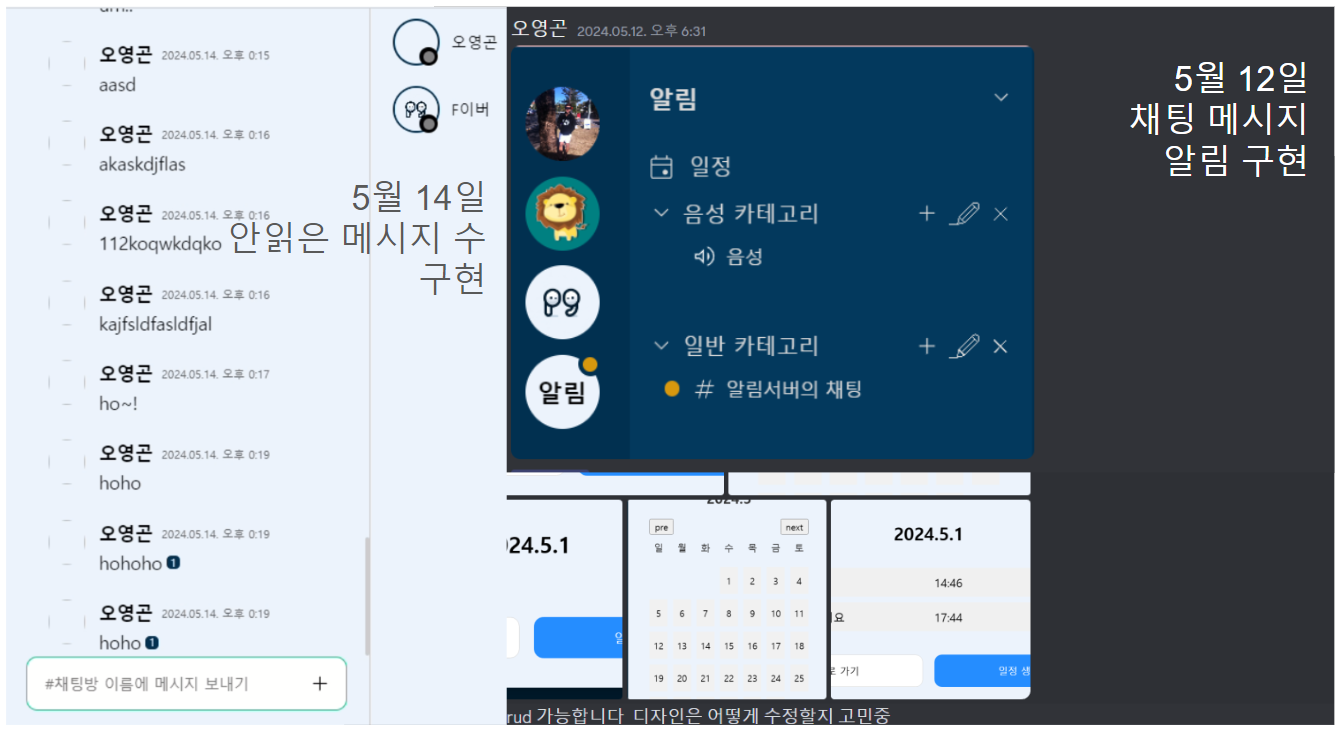 오영곤 2024.05.14. 오후 0:15
aasd
오영곤 2024.05.14. 오후 0:16
akaskdjflas
오영곤 2024.05.14. 오후 0:16
112koqwkdqko
오영곤 2024.05.14. 오후 0:16
kajfsldfasldfjal
오영곤 2024.05.14. 오후 0:17
ho~!
오영곤 2024.05.14. 오후 0:19
hoho
오영곤 2024.05.14. 오후 0:19
hohoho 1
오영곤 2024.05.14. 오후 0:19
hoho 1
#채팅방 이름에 메시지 보내기 +
오영곤
F이버
5월 14일
안읽은 메시지 수
구현
오영곤 2024.05.12. 오후 6:31
알림
일정
음성 카테고리
음성
일반 카테고리
# 알림서버의 채팅
알림
5월 12일
채팅 메시지
알림 구현
024.5.1
2024.5
pre next
일 월 화 수 목 금 토
1 2 3 4
5 6 7 8 9 10 11
12 13 14 15 16 17 18
19 20 21 22 23 24 25
2024.5.1
14:46
요 17:44
로 가기
일정 생
rud 가능합니다 디자인은 어떻게 수정할지 고민중